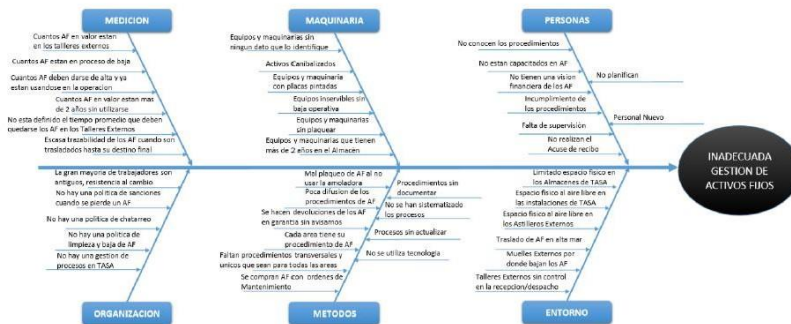 MEDICION
MAQUINARIA
PERSONAS
Cuantos AF en valor estan
en los talleres externos
Cuantos AF estan en proceso de baja
Cuantos AF deben darse de alta y ya
estan usandose en la operacion
Cuantos AF en valor estan mas
de 2 años sin utilizarse
No esta definido el tiempo promedio que deben
quedarse los AF en los Talleres Externos
Escasa trazabilidad de los AF cuando son
trasladados hasta su destino final
Equipos y maquinaria sin
ningun dato que lo identifique
Activos Canibalizados
Equipos y maquinaria
con placas pintadas
Equipos inservibles sin
baja operativa
Equipos y maquinarias
sin plaquear
Equipos y maquinarias que tienen
más de 2 años en el Almacén
No conocen los procedimientos
No estan capacitados en AF
No tienen una vision
financiera de los AF
Incumplimiento de
los procedimientos
Falta de supervisión
No realizan el
Acuse de recibo
No planifican
Personal Nuevo
INADECUADA
GESTION DE
ACTIVOS FIJOS
La gran mayoria de trabajadores son
antiguos, resistencia al cambio
No hay una politica de sanciones
cuando se pierde un AF
No hay una política de chatarreo
No hay una política de
limpieza y baja de AF
No hay una gestion de
procesos en TASA
Mal plaqueo de AF al no
usar la amoladora
Poca difusion de los
procedimientos de AF
Se hacen devoluciones de los AF
en garantia sin avisarnos
Cada area tiene su
procedimiento de AF
Faltan procedimientos transversales y
unicos que sean para todas las areas
Se compran AF con ordenes de
Mantenimiento
Procedimientos sin
documentar
No se han sistematizado
los procesos
Procesos sin actualizar
No se utiliza tecnologia
Limitado espacio fisico en
los Almacenes de TASA
Espacio fisico al aire libre en
las instalaciones de TASA
Espacio fisico al aire libre en
los Astilleros Externos
Traslado de AF en alta mar
Muelles Externos por
donde bajan los AF
Talleres Externos sin control
en la recepcion/despacho
ORGANIZACION
METODOS
ENTORNO